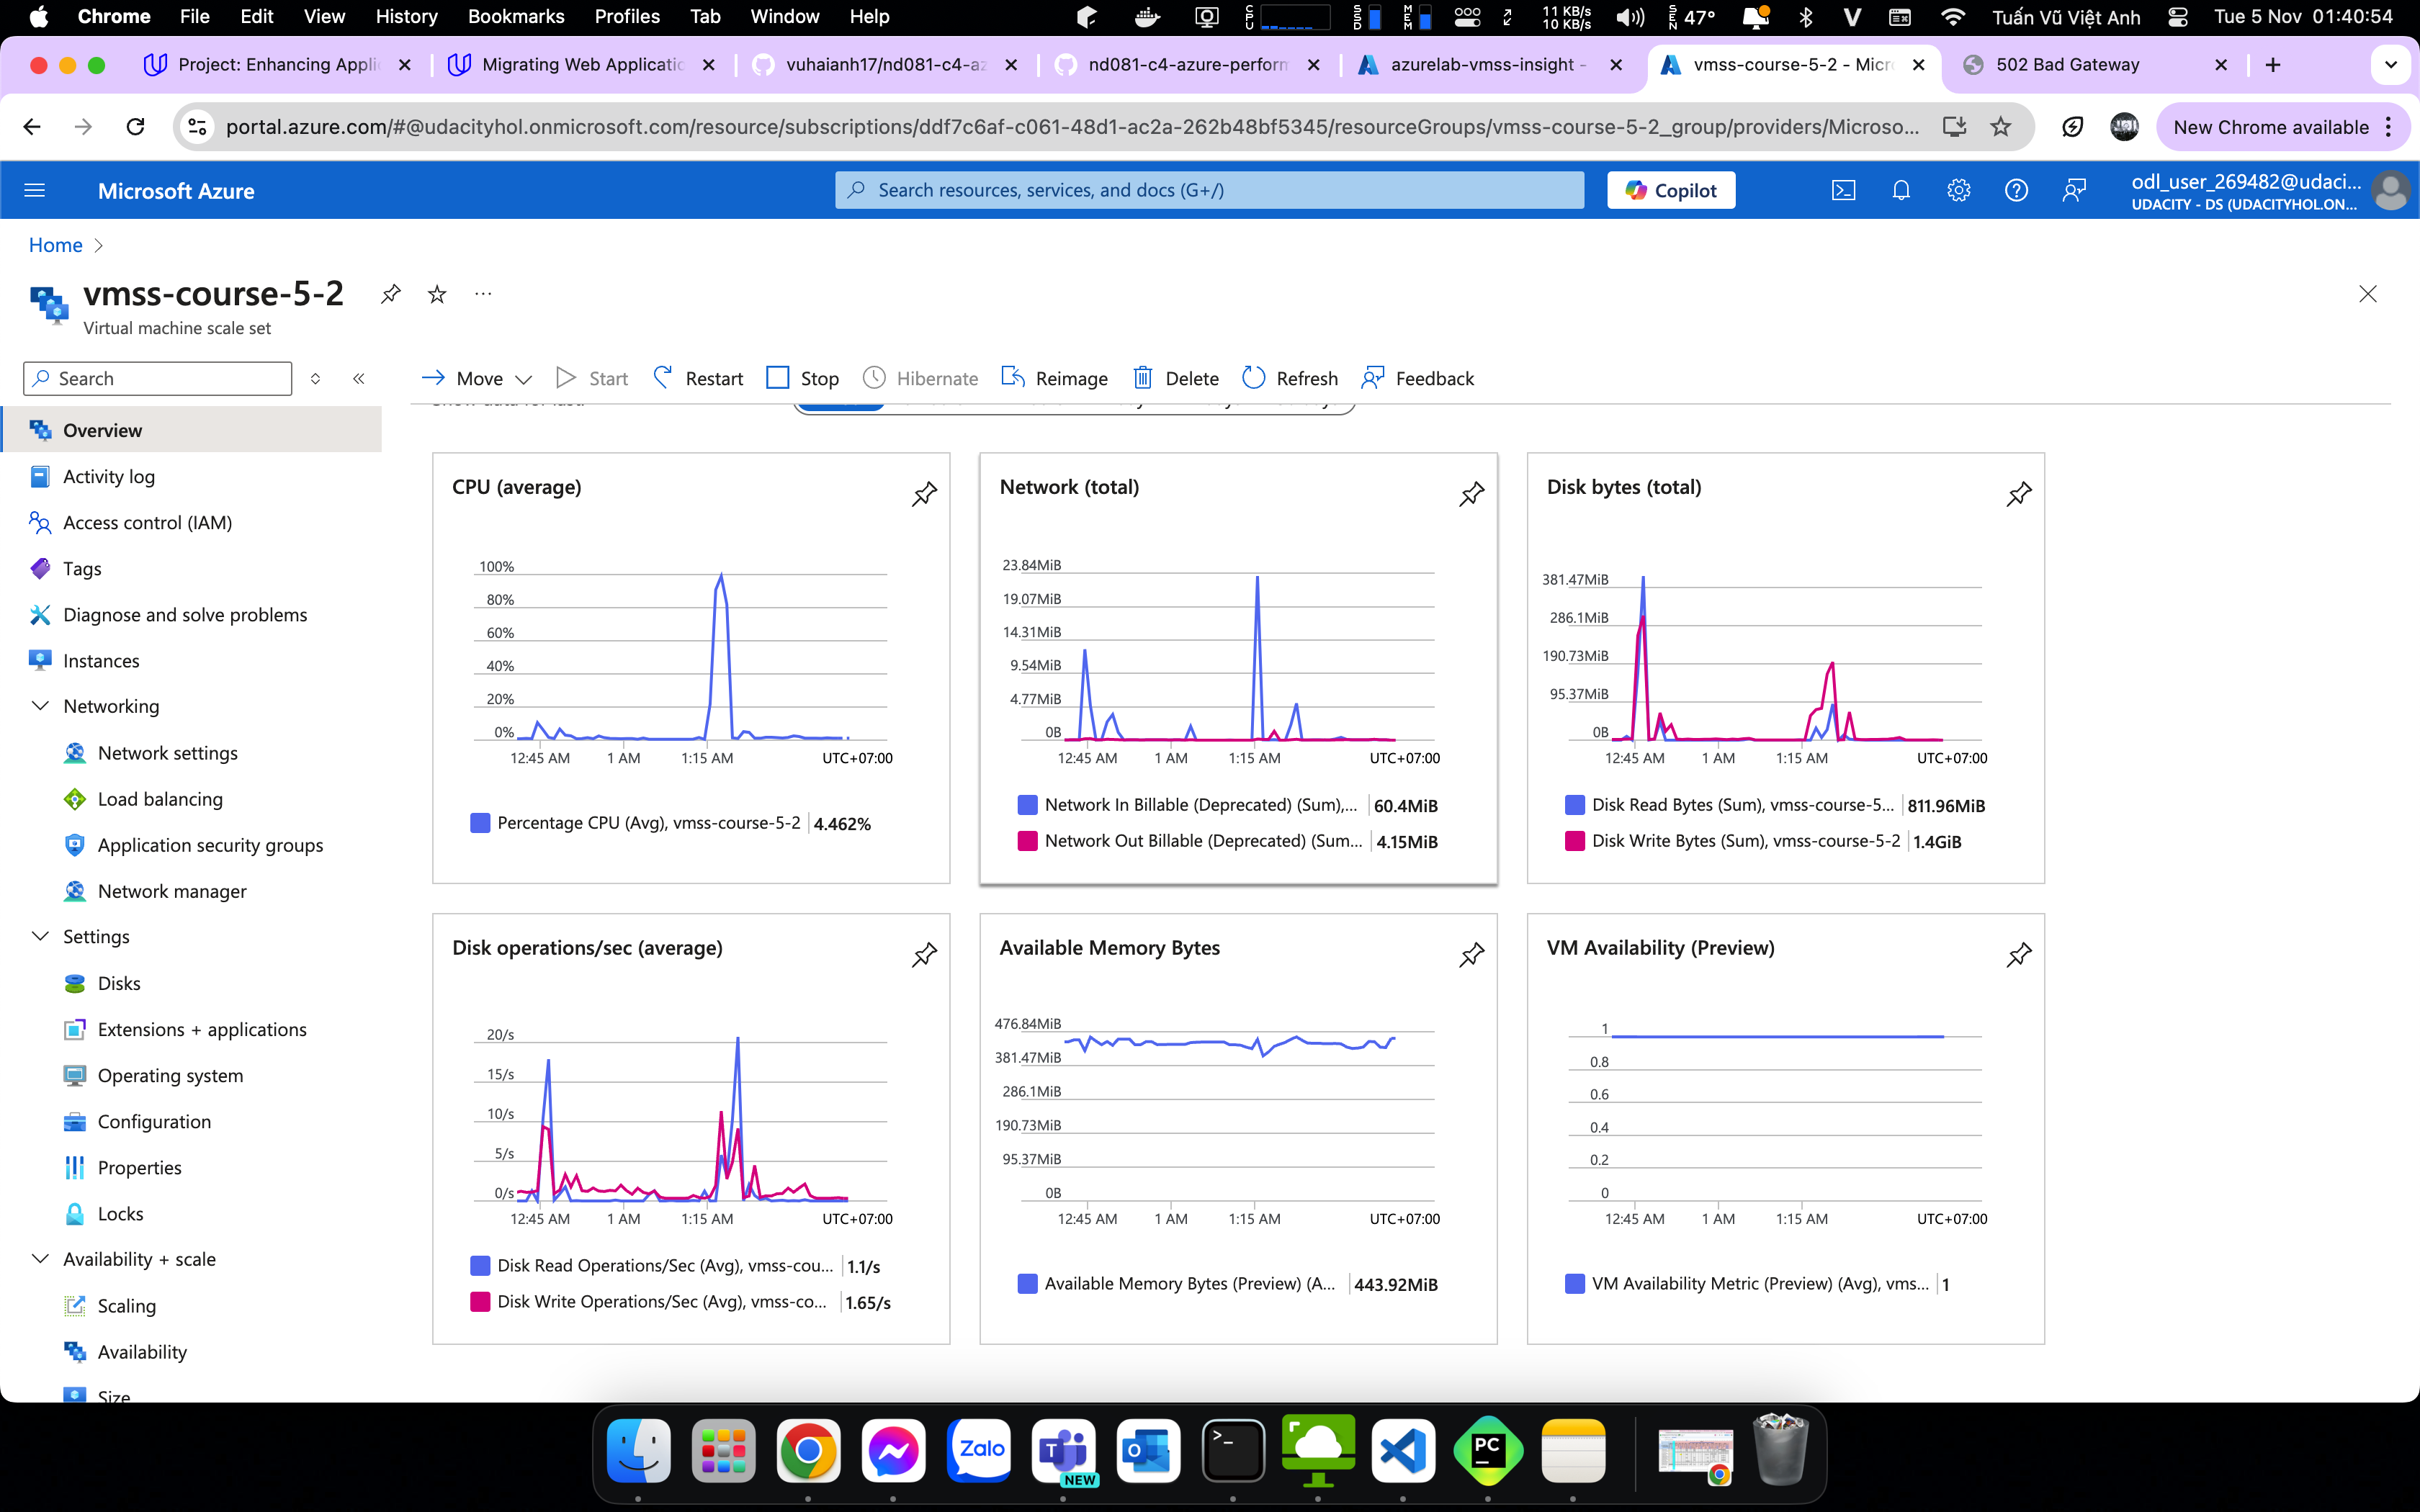 Chrome File Edit View History Bookmarks Profiles Tab Window Help CPU SSD MEM 11 KB/s 10 KB/s SEN 47° V Tuấn Vũ Việt Anh Tue 5 Nov 01:40:54
Project: Enhancing Appli Migrating Web Applicatio vuhaianh17/nd081-c4-az nd081-c4-azure-perform azurelab-vmss-insight - vmss-course-5-2 - Micr 502 Bad Gateway
portal.azure.com/#@udacityhol.onmicrosoft.com/resource/subscriptions/ddf7c6af-c061-48d1-ac2a-262b48bf5345/resourceGroups/vmss-course-5-2_group/providers/Microso... New Chrome available
Microsoft Azure Search resources, services, and docs (G+/) Copilot odl_user_269482@udaci...
UDACITY - DS (UDACITYHOL.ON...
Home
vmss-course-5-2
Virtual machine scale set
Search
Move Start Restart Stop Hibernate Reimage Delete Refresh Feedback
Overview
Activity log
Access control (IAM)
Tags
Diagnose and solve problems
Instances
Networking
Network settings
Load balancing
Application security groups
Network manager
Settings
Disks
Extensions + applications
Operating system
Configuration
Properties
Locks
Availability + scale
Scaling
Availability
Size
CPU (average)
100%
80%
60%
40%
20%
0%
12:45 AM 1 AM 1:15 AM UTC+07:00
Percentage CPU (Avg), vmss-course-5-2 4.462%
Network (total)
23.84MiB
19.07MiB
14.31MiB
9.54MiB
4.77MiB
0B
12:45 AM 1 AM 1:15 AM UTC+07:00
Network In Billable (Deprecated) (Sum),... 60.4MiB
Network Out Billable (Deprecated) (Sum... 4.15MiB
Disk bytes (total)
381.47MiB
286.1MiB
190.73MiB
95.37MiB
0B
12:45 AM 1 AM 1:15 AM UTC+07:00
Disk Read Bytes (Sum), vmss-course-5... 811.96MiB
Disk Write Bytes (Sum), vmss-course-5-2 1.4GiB
Disk operations/sec (average)
20/s
15/s
10/s
5/s
0/s
12:45 AM 1 AM 1:15 AM UTC+07:00
Disk Read Operations/Sec (Avg), vmss-cou... 1.1/s
Disk Write Operations/Sec (Avg), vmss-co... 1.65/s
Available Memory Bytes
476.84MiB
381.47MiB
286.1MiB
190.73MiB
95.37MiB
0B
12:45 AM 1 AM 1:15 AM UTC+07:00
Available Memory Bytes (Preview) (A... 443.92MiB
VM Availability (Preview)
1
0.8
0.6
0.4
0.2
0
12:45 AM 1 AM 1:15 AM UTC+07:00
VM Availability Metric (Preview) (Avg), vms... 1
Zalo
NEW
PC